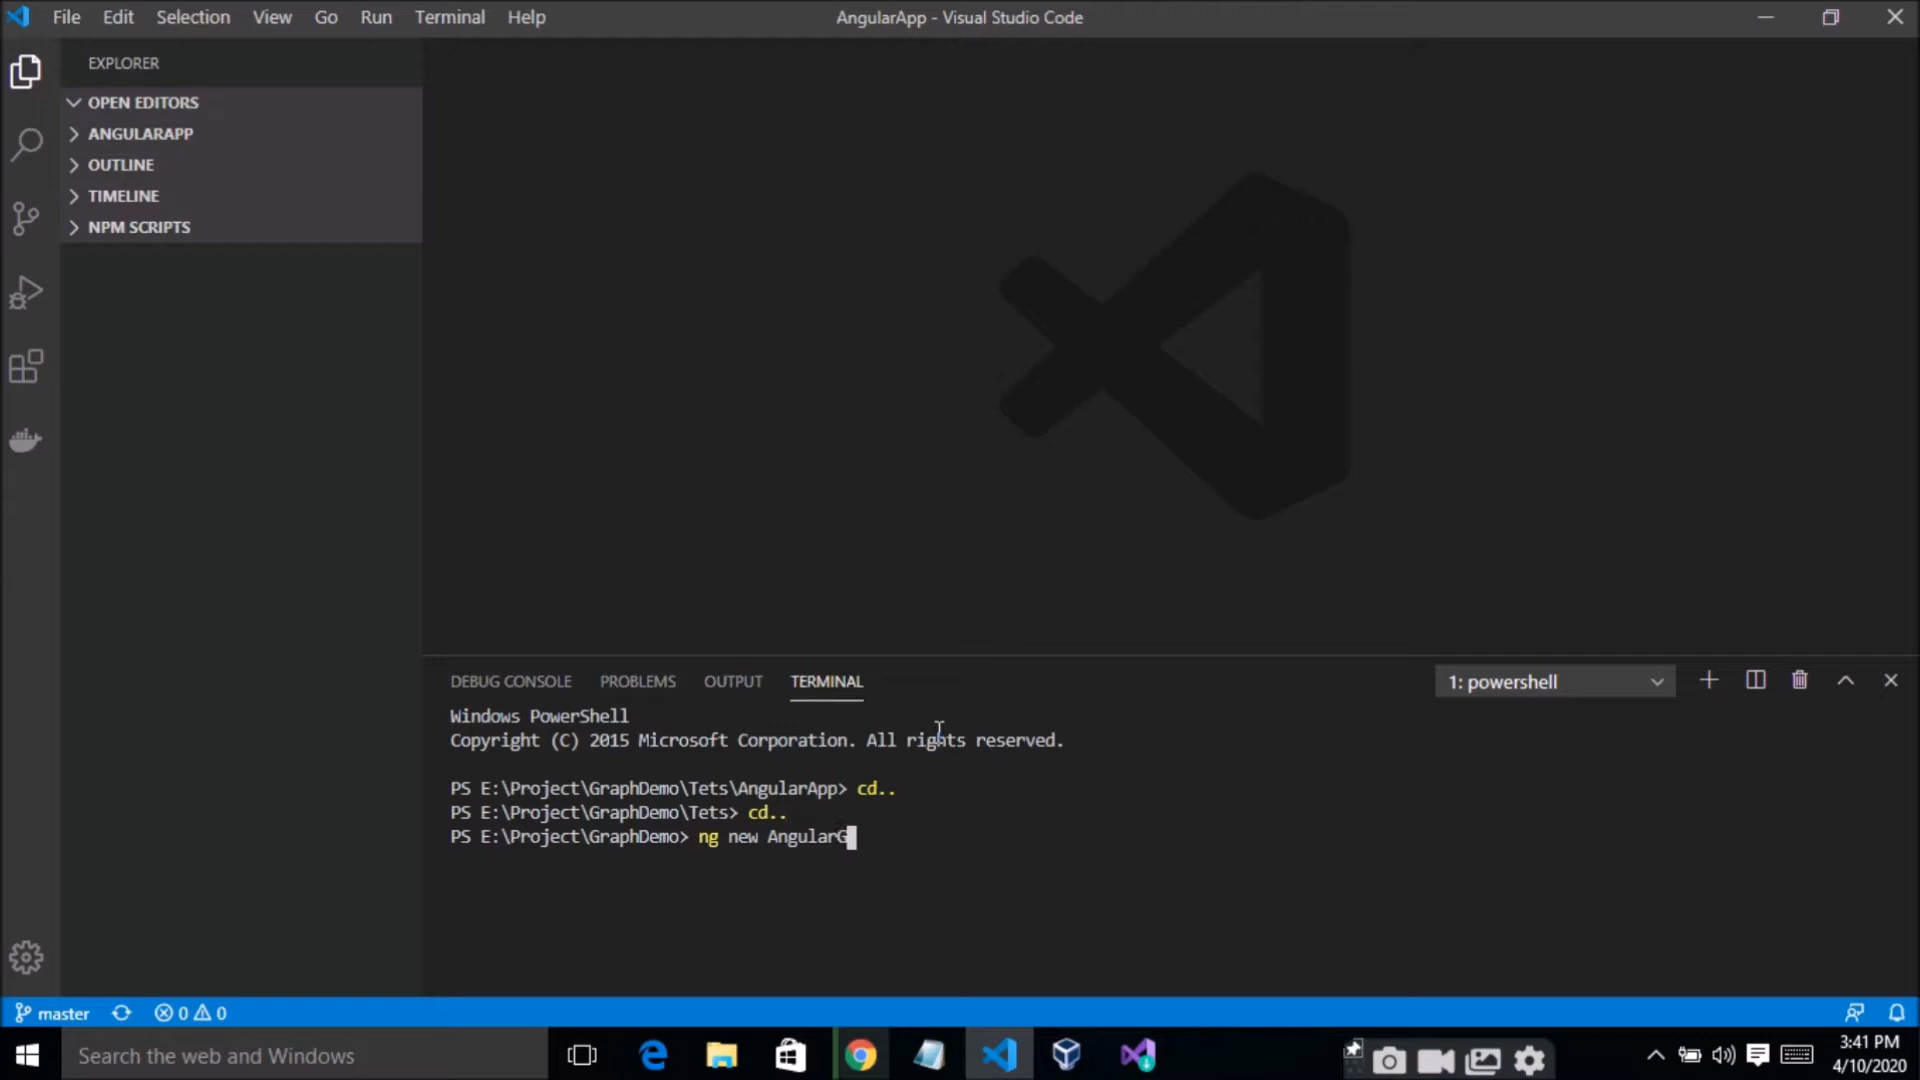 File Edit Selection View Go Run Terminal Help
AngularApp - Visual Studio Code
EXPLORER
OPEN EDITORS
ANGULARAPP
OUTLINE
TIMELINE
NPM SCRIPTS
DEBUG CONSOLE PROBLEMS OUTPUT TERMINAL
1: powershell
Windows PowerShell
Copyright (C) 2015 Microsoft Corporation. All rights reserved.
PS E:\Project\GraphDemo\Tets\AngularApp> cd..
PS E:\Project\GraphDemo\Tets> cd..
PS E:\Project\GraphDemo> ng new AngularG
master 0 0
Search the web and Windows
3:41 PM
4/10/2020